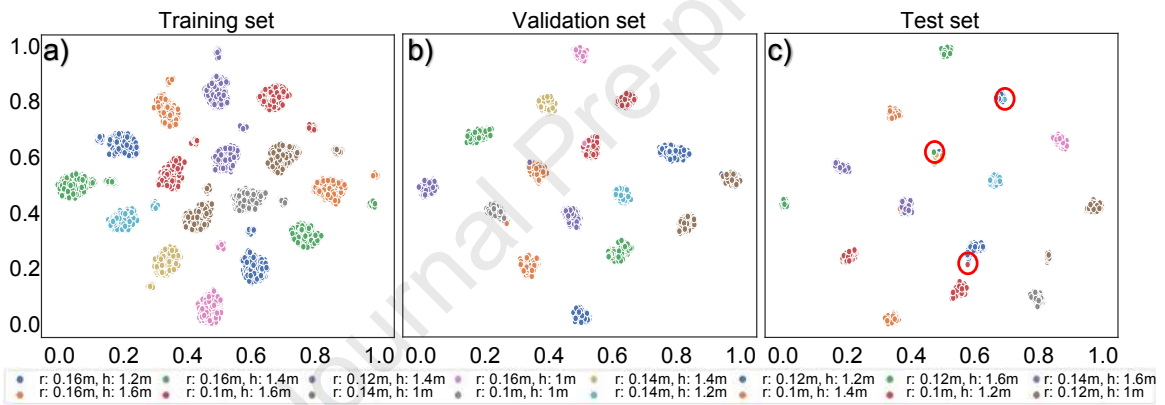 Training set
Validation set
Test set
a)
b)
c)
1.0
0.8
0.6
0.4
0.2
0.0
0.0 0.2 0.4 0.6 0.8 1.0
0.0 0.2 0.4 0.6 0.8 1.0
0.0 0.2 0.4 0.6 0.8 1.0
r: 0.16m, h: 1.2m r: 0.16m, h: 1.4m r: 0.12m, h: 1.4m r: 0.16m, h: 1m r: 0.14m, h: 1.4m r: 0.12m, h: 1.2m r: 0.12m, h: 1.6m r: 0.14m, h: 1.6m
r: 0.16m, h: 1.6m r: 0.1m, h: 1.6m r: 0.14m, h: 1m r: 0.1m, h: 1m r: 0.14m, h: 1.2m r: 0.1m, h: 1.4m r: 0.1m, h: 1.2m r: 0.12m, h: 1m
Journal Pre-pr